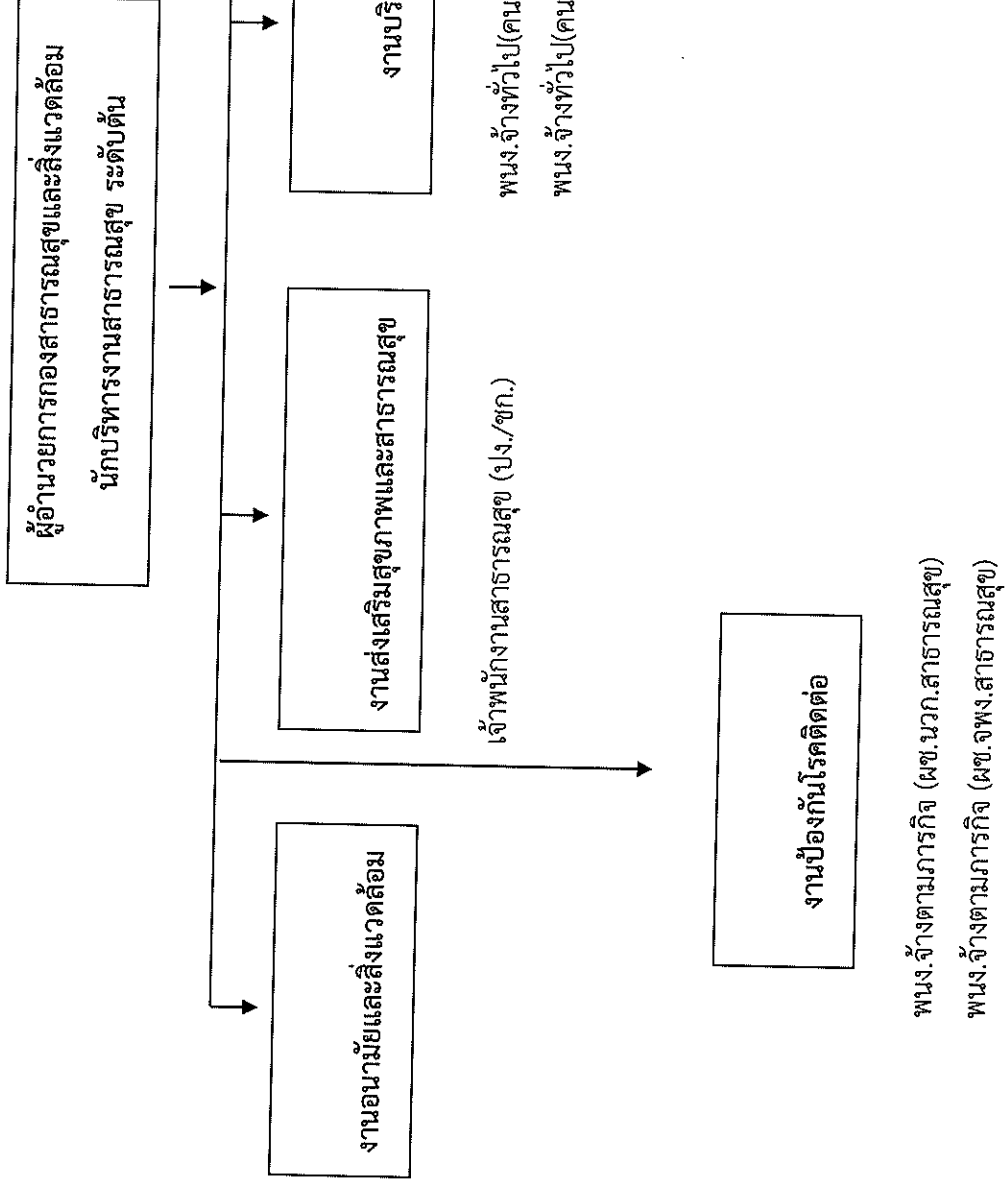 ผู้อำนวยการกองสาธารณสุขและสิ่งแวดล้อม
นักบริหารงานสาธารณสุข ระดับต้น
งานอนามัยและสิ่งแวดล้อม
งานส่งเสริมสุขภาพและสาธารณสุข
เจ้าพนักงานสาธารณสุข (ปง./ชก.)
งานบริ
พนง.จ้างทั่วไป(คน
พนง.จ้างทั่วไป(คน
งานป้องกันโรคติดต่อ
พนง.จ้างตามภารกิจ (ผช.นวก.สาธารณสุข)
พนง.จ้างตามภารกิจ (ผช.จพง.สาธารณสุข)